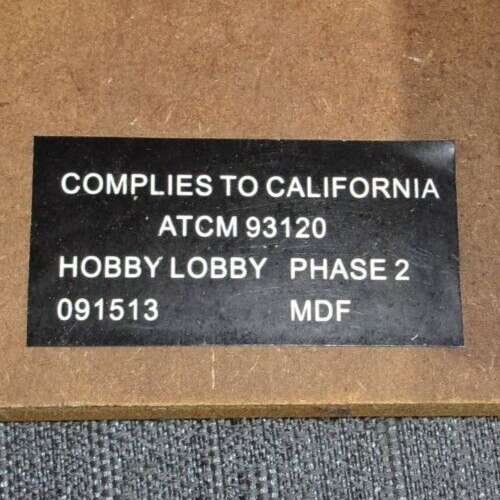 COMPLIES TO CALIFORNIA
ATCM 93120
HOBBY LOBBY PHASE 2
091513 MDF